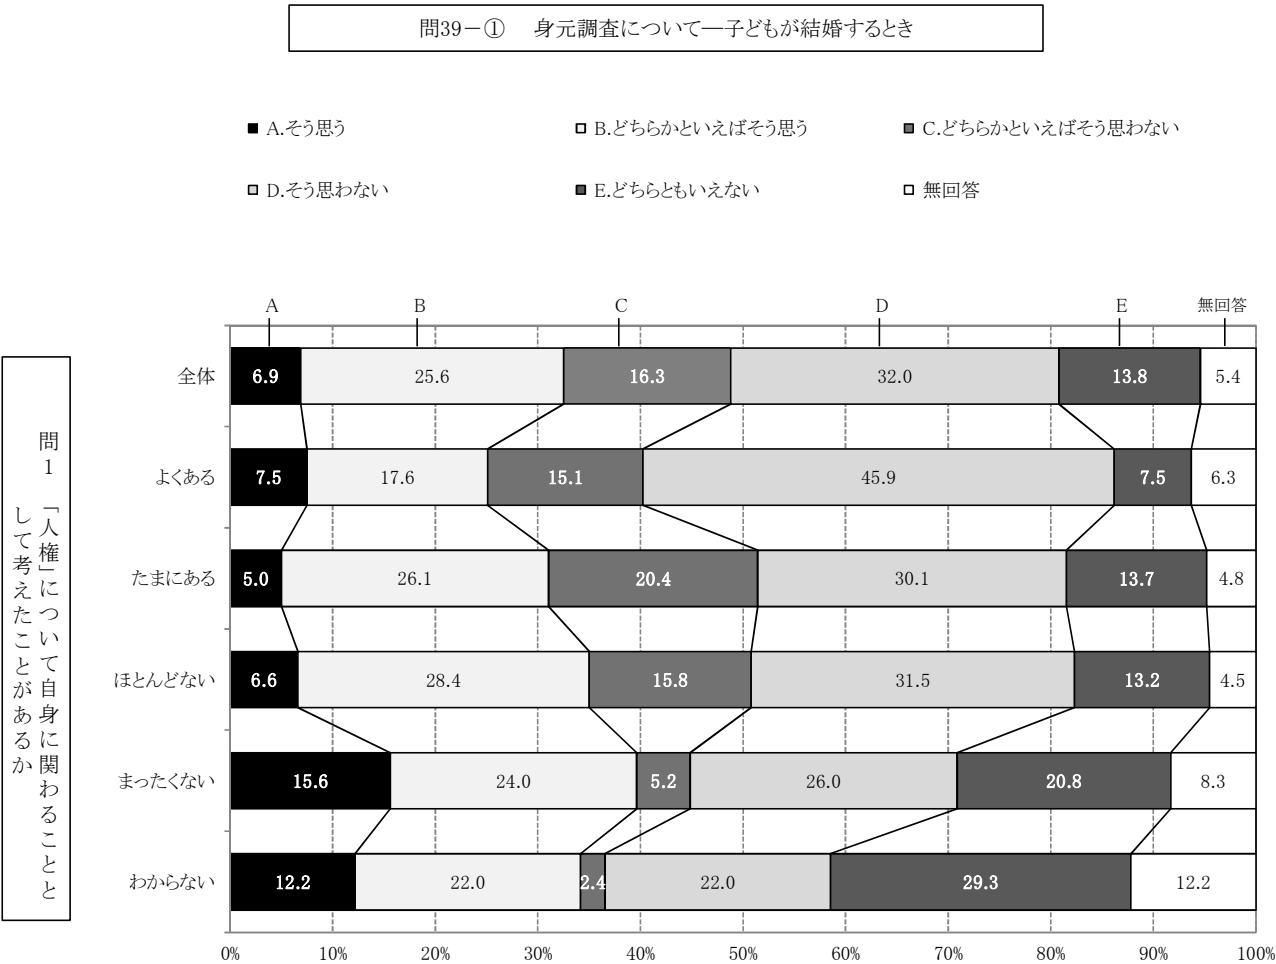 問39－① 身元調査について―子どもが結婚するとき
A.そう思う B.どちらかといえばそう思う C.どちらかといえばそう思わない
D.そう思わない E.どちらともいえない 無回答
A B C D E 無回答
問1 「人権」について自身に関わることと
して考えたことがあるか
全体 6.9 25.6 16.3 32.0 13.8 5.4
よくある 7.5 17.6 15.1 45.9 7.5 6.3
たまにある 5.0 26.1 20.4 30.1 13.7 4.8
ほとんどない 6.6 28.4 15.8 31.5 13.2 4.5
まったくない 15.6 24.0 5.2 26.0 20.8 8.3
わからない 12.2 22.0 2.4 22.0 29.3 12.2
0% 10% 20% 30% 40% 50% 60% 70% 80% 90% 100%